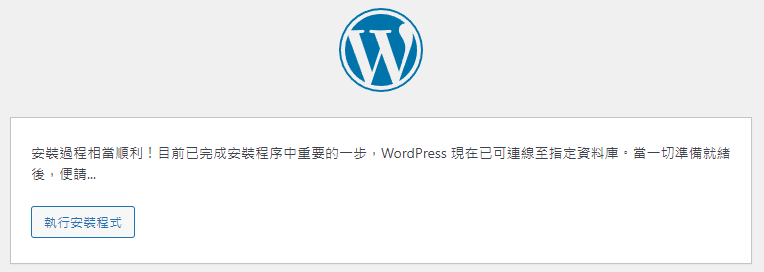 安裝過程相當順利！目前已完成安裝程序中重要的一步，WordPress 現在已可連線至指定資料庫。當一切準備就緒
後，便請...
執行安裝程式